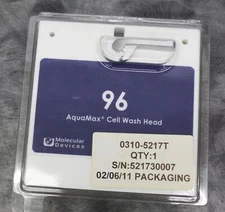 96
AquaMax® Cell Wash Head
Molecular
Devices
0310-5217T
QTY:1
S/N:521730007
02/06/11 PACKAGING